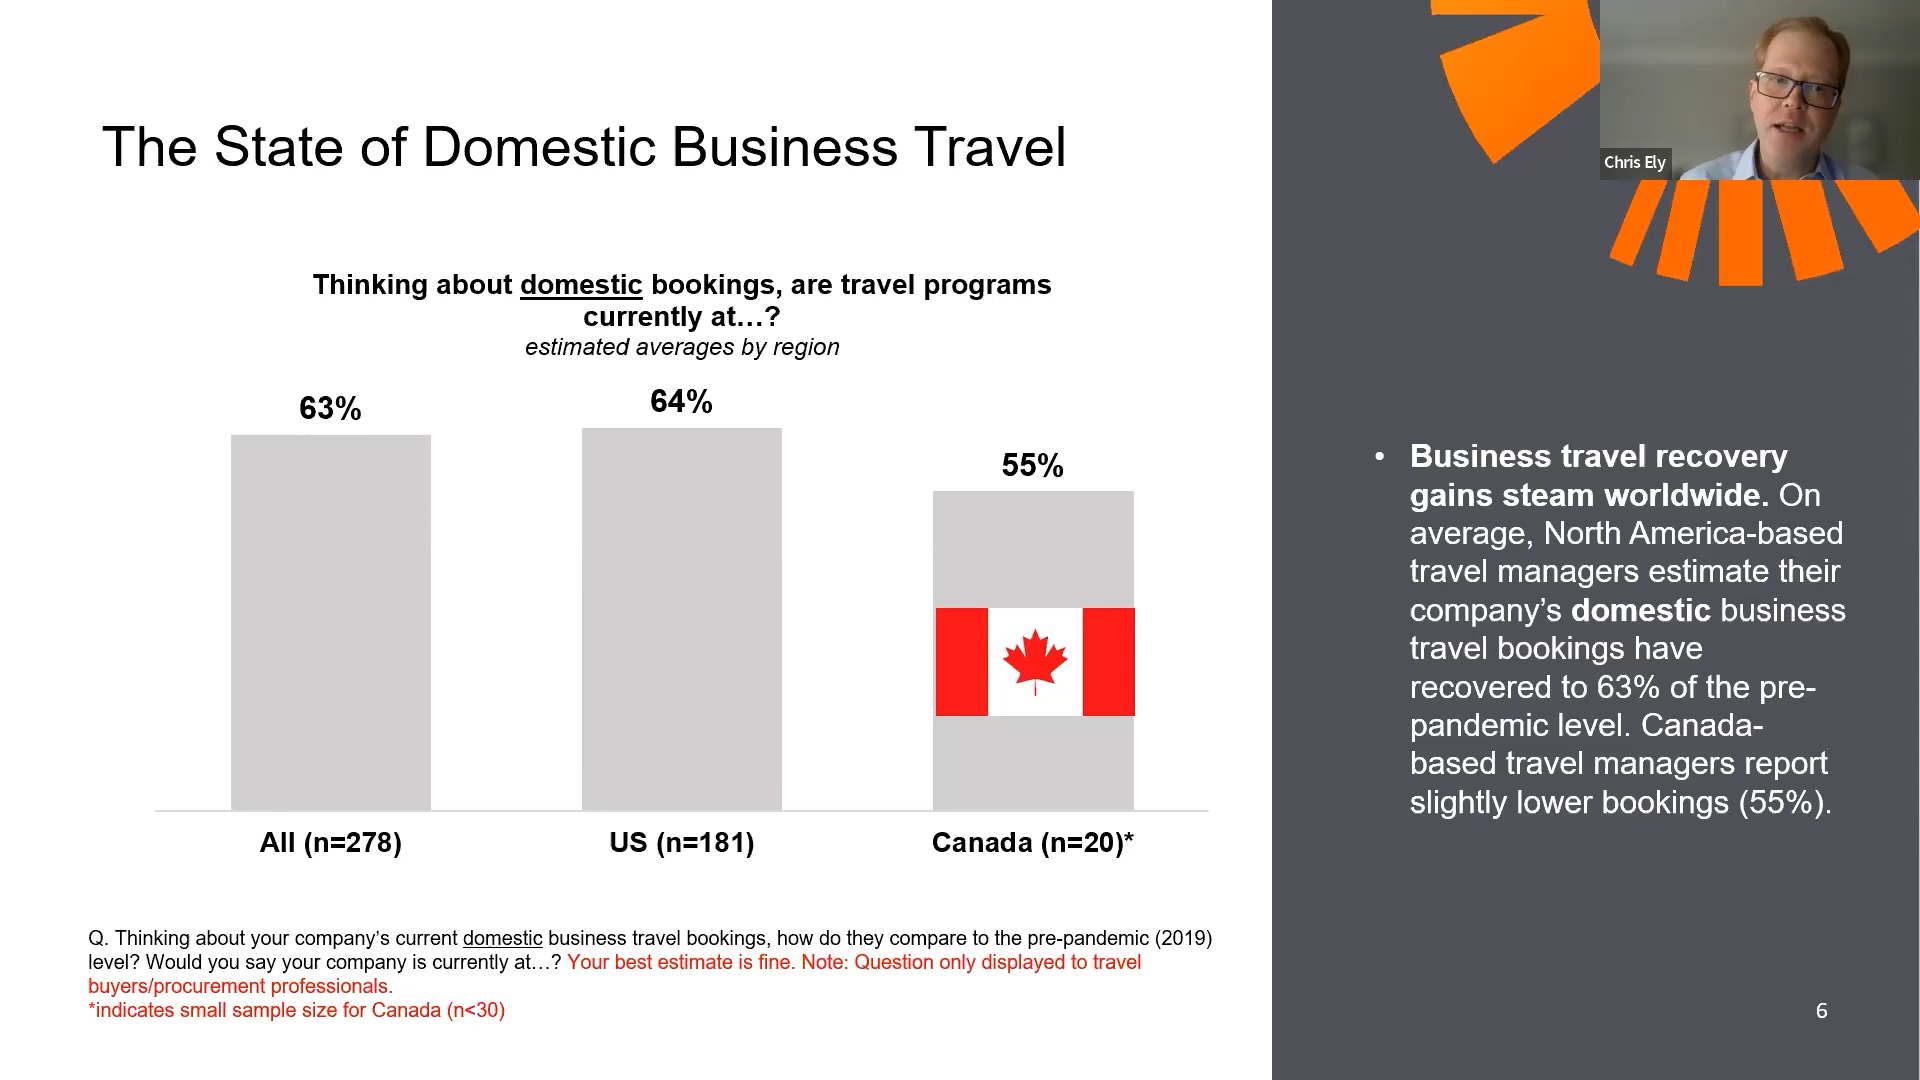 Chris Ely
The State of Domestic Business Travel
Thinking about domestic bookings, are travel programs
currently at…?
estimated averages by region
63%
64%
55%
All (n=278)
US (n=181)
Canada (n=20)*
Q. Thinking about your company’s current domestic business travel bookings, how do they compare to the pre-pandemic (2019)
level? Would you say your company is currently at…? Your best estimate is fine. Note: Question only displayed to travel
buyers/procurement professionals.
*indicates small sample size for Canada (n<30)
• Business travel recovery
gains steam worldwide. On
average, North America-based
travel managers estimate their
company’s domestic business
travel bookings have
recovered to 63% of the pre-
pandemic level. Canada-
based travel managers report
slightly lower bookings (55%).
6